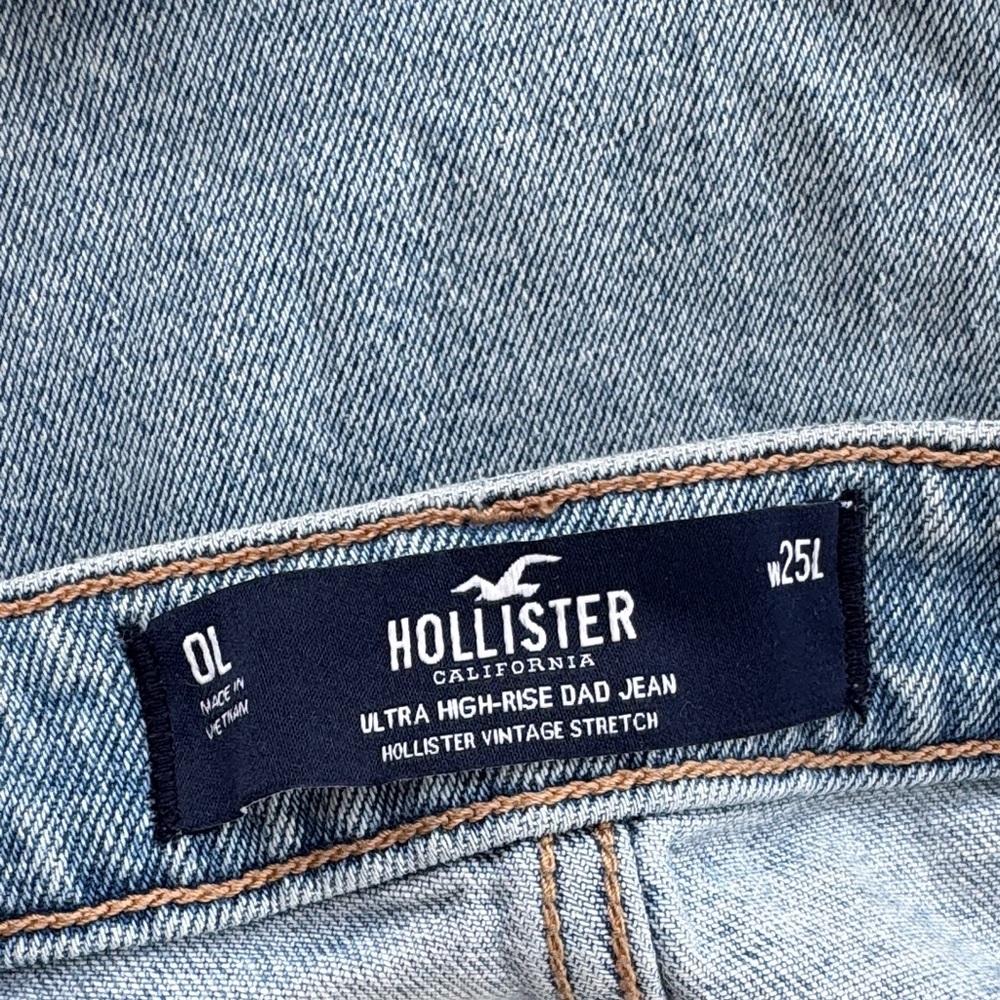 0L
MADE IN
VIETNAM
HOLLISTER
CALIFORNIA
ULTRA HIGH-RISE DAD JEAN
HOLLISTER VINTAGE STRETCH
W25L